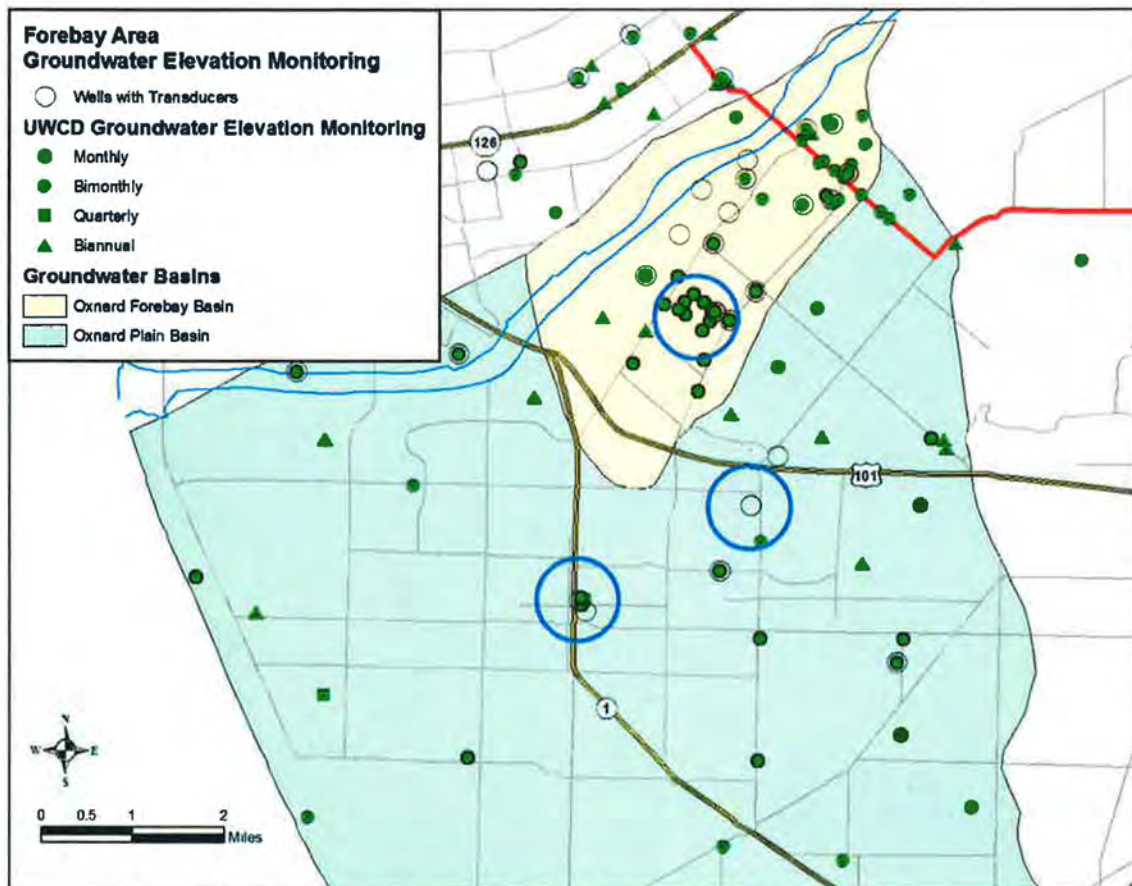 Forebay Area
Groundwater Elevation Monitoring
Wells with Transducers
UWCD Groundwater Elevation Monitoring
Monthly
Bimonthly
Quarterly
Biannual
Groundwater Basins
Oxnard Forebay Basin
Oxnard Plain Basin
126
101
1
N
W E
S
0 0.5 1 2
Miles